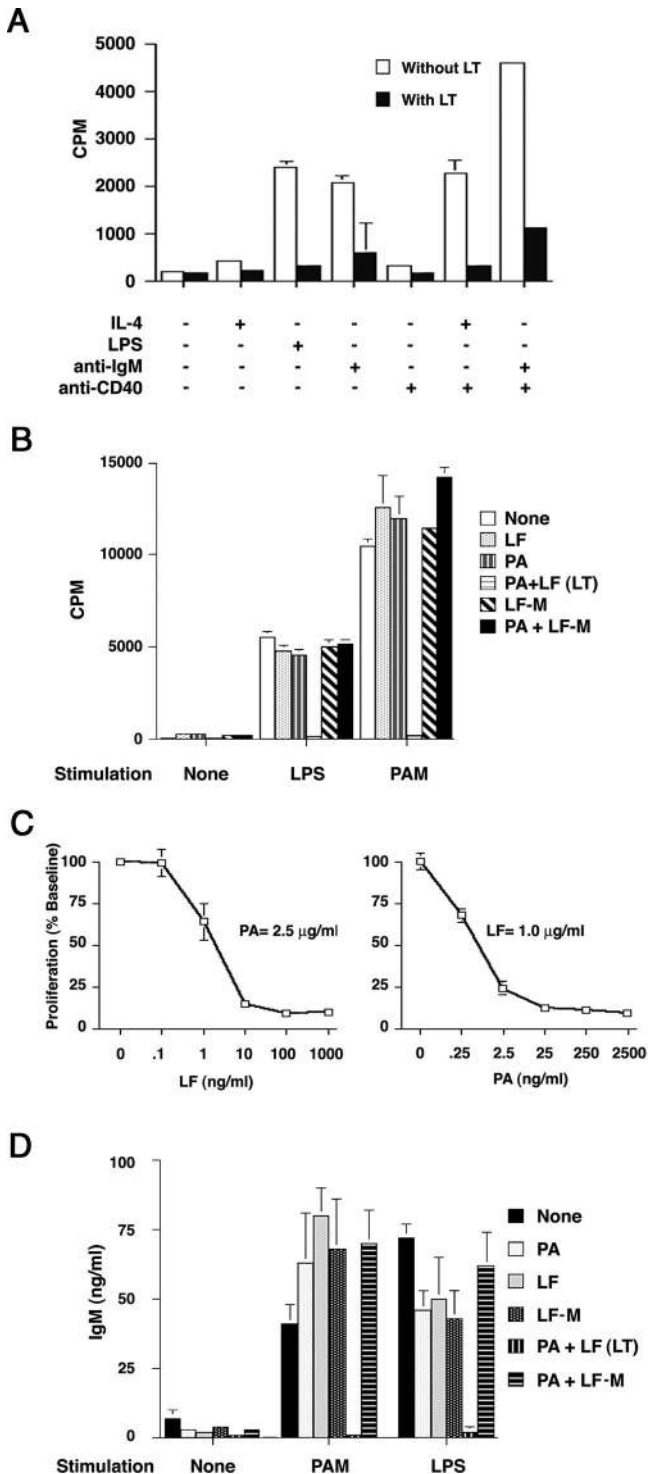 A
5000
4000
3000
2000
1000
0
CPM
Without LT
With LT
IL-4 - + - - - + -
LPS - - + - - - -
anti-IgM - - - + - - +
anti-CD40 - - - - + + +
B
15000
10000
5000
0
CPM
None
LF
PA
PA+LF (LT)
LF-M
PA + LF-M
Stimulation None LPS PAM
C
Proliferation (% Baseline)
100
75
50
25
0
PA= 2.5 μg/ml
0 .1 1 10 100 1000
LF (ng/ml)
100
75
50
25
0
LF= 1.0 μg/ml
0 .25 2.5 25 250 2500
PA (ng/ml)
D
100
75
50
25
0
IgM (ng/ml)
None
PA
LF
LF-M
PA + LF (LT)
PA + LF-M
Stimulation None PAM LPS